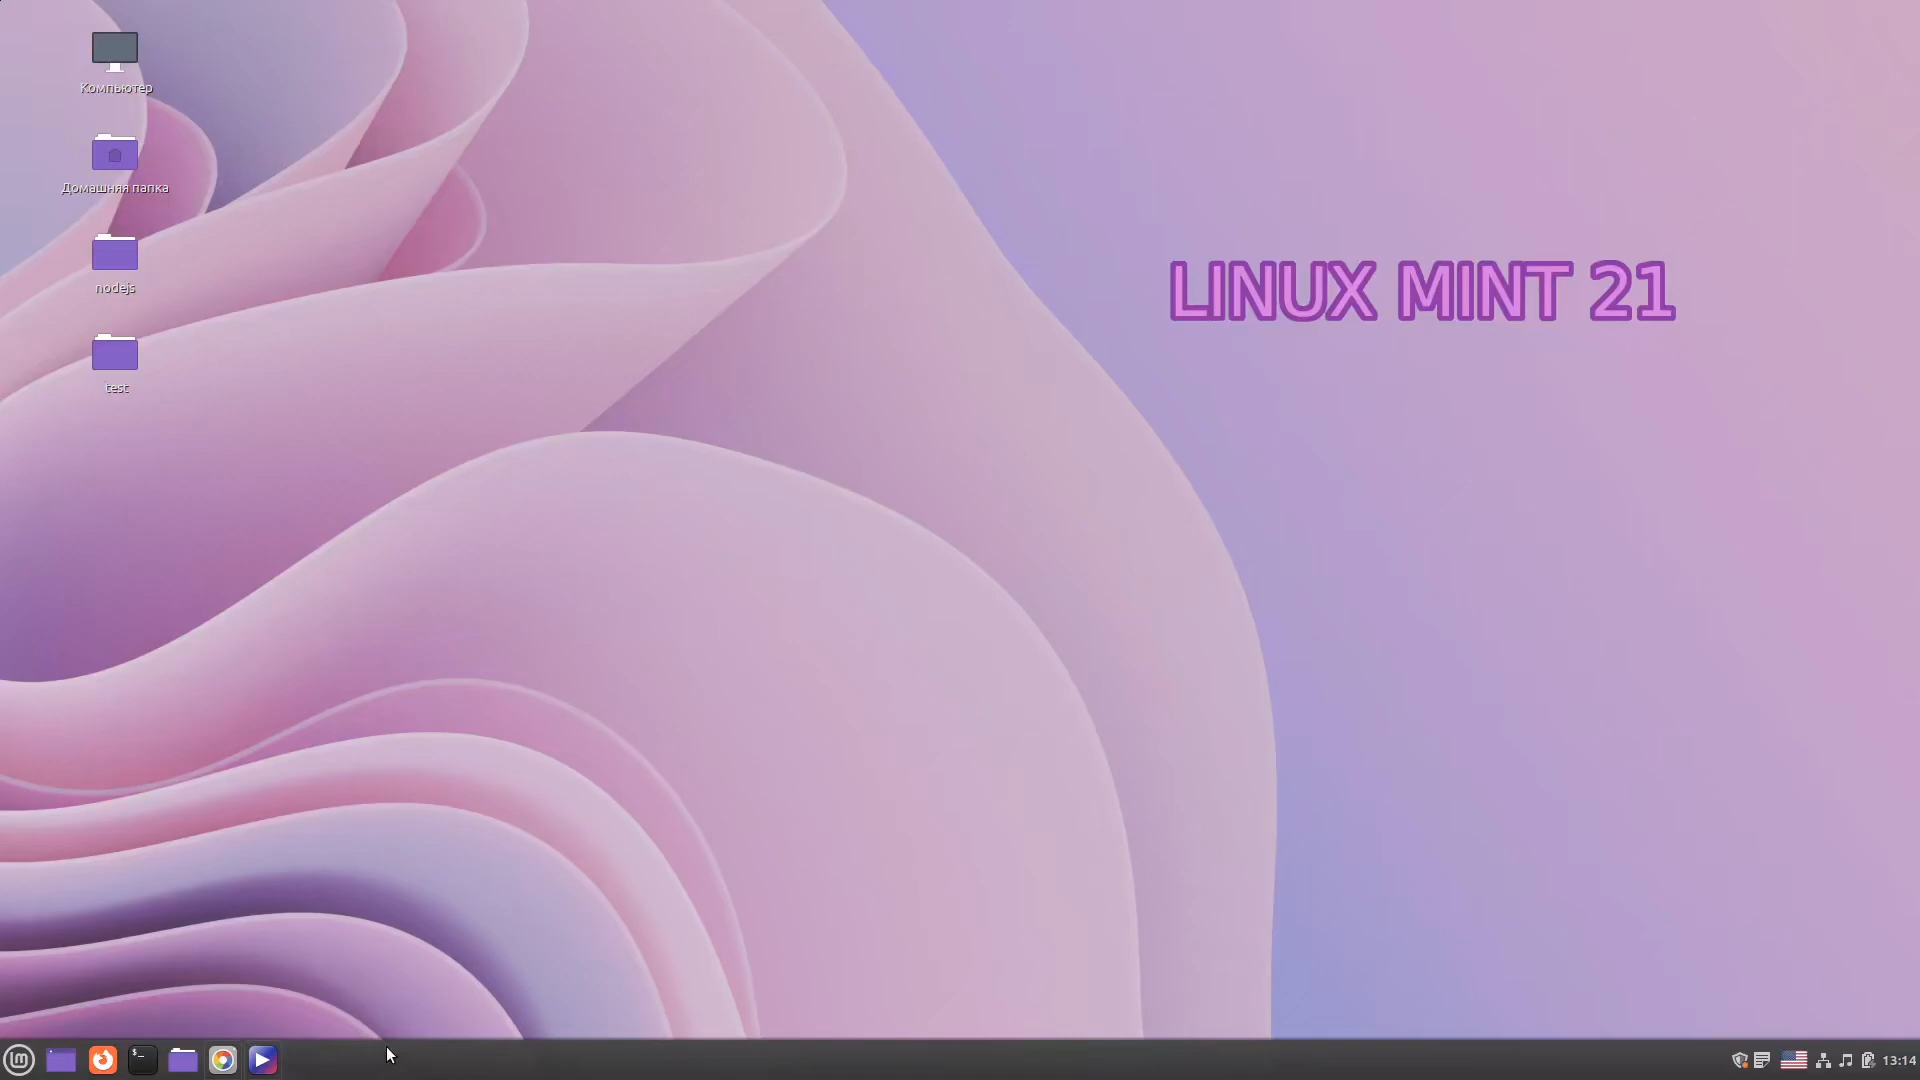 Компьютер
Домашняя папка
nodejs
test
LINUX MINT 21
13:14